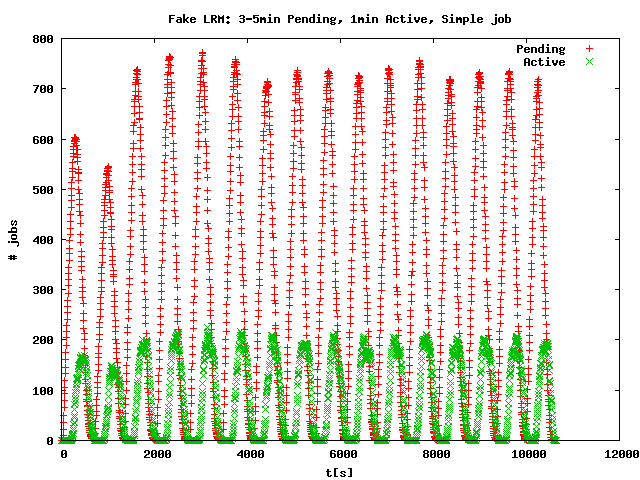 Fake LRM: 3-5min Pending, 1min Active, Simple job
Pending
Active
800
700
600
500
400
300
200
100
0
# jobs
0 2000 4000 6000 8000 10000 12000
t[s]